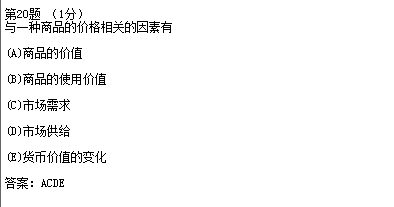 第20题 （1分）
与一种商品的价格相关的因素有
(A)商品的价值
(B)商品的使用价值
(C)市场需求
(D)市场供给
(E)货币价值的变化
答案：ACDE